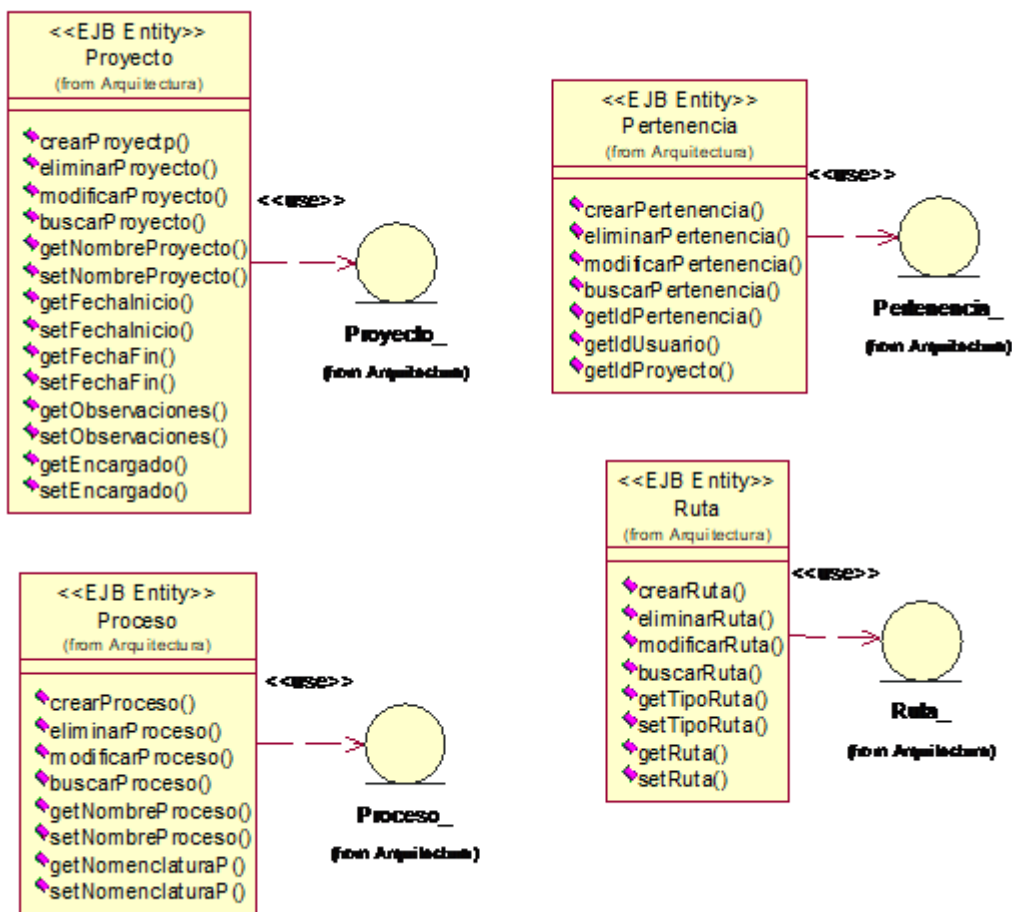 <<EJB Entity>>
Proyecto
(from Arquitectura)
crearProyectp()
eliminarProyecto()
modificarProyecto()
buscarProyecto()
getNombreProyecto()
setNombreProyecto()
getFechaInicio()
setFechaInicio()
getFechaFin()
setFechaFin()
getObservaciones()
setObservaciones()
getEncargado()
setEncargado()
<<use>>
Proyecto_
(from Arquitectura)
<<EJB Entity>>
Pertenencia
(from Arquitectura)
crearPertenencia()
eliminarPertenencia()
modificarPertenencia()
buscarPertenencia()
getIdPertenencia()
getIdUsuario()
getIdProyecto()
<<use>>
Pertenencia_
(from Arquitectura)
<<EJB Entity>>
Proceso
(from Arquitectura)
crearProceso()
eliminarProceso()
modificarProceso()
buscarProceso()
getNombreProceso()
setNombreProceso()
getNomenclaturaP()
setNomenclaturaP()
<<use>>
Proceso_
(from Arquitectura)
<<EJB Entity>>
Ruta
(from Arquitectura)
crearRuta()
eliminarRuta()
modificarRuta()
buscarRuta()
getTipoRuta()
setTipoRuta()
getRuta()
setRuta()
<<use>>
Ruta_
(from Arquitectura)